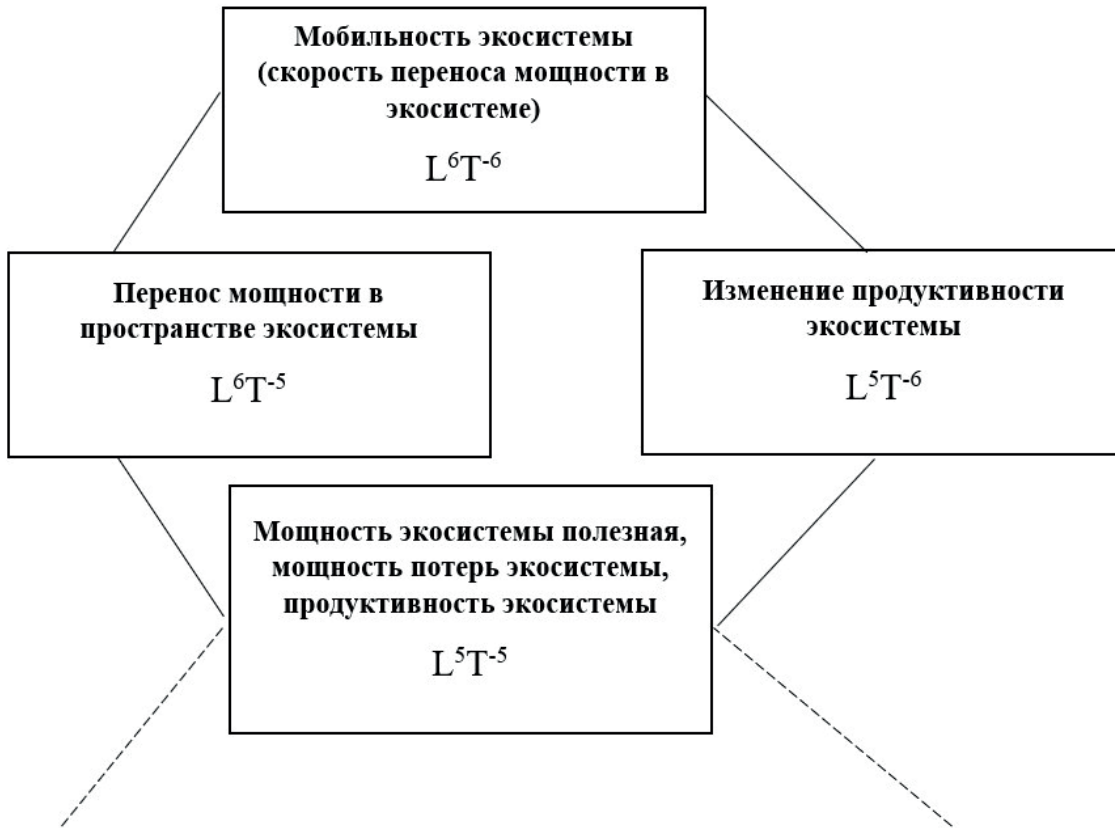 Мобильность экосистемы
(скорость переноса мощности в
экосистеме)
L⁶T⁻⁶
Перенос мощности в
пространстве экосистемы
L⁶T⁻⁵
Изменение продуктивности
экосистемы
L⁵T⁻⁶
Мощность экосистемы полезная,
мощность потерь экосистемы,
продуктивность экосистемы
L⁵T⁻⁵